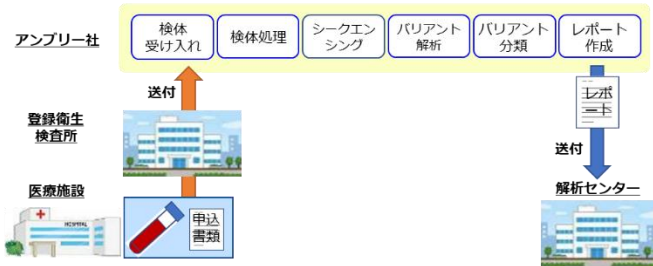 アンブリー社
検体
受け入れ
検体処理
シークエン
シング
バリアント
解析
バリアント
分類
レポート
作成
送付
レポ
ート
登録衛生
検査所
送付
医療施設
HOSPITAL
申込
書類
解析センター